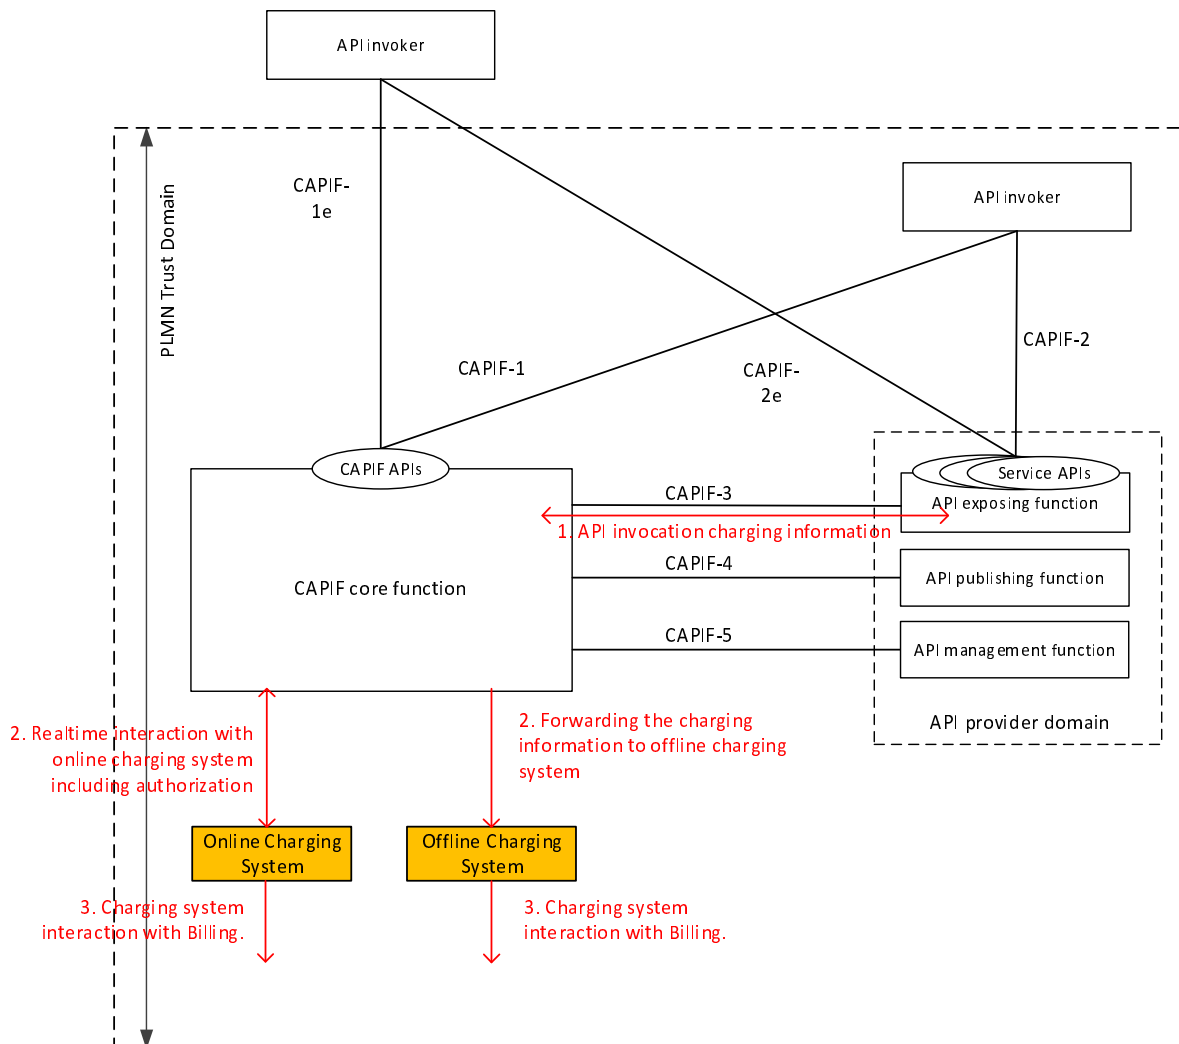 API invoker
CAPIF-
1e
PLMN Trust Domain
API invoker
CAPIF-1
CAPIF-
2e
CAPIF-2
CAPIF APIs
Service APIs
API exposing function
CAPIF-3
1. API invocation charging information
CAPIF-4
API publishing function
CAPIF core function
CAPIF-5
API management function
API provider domain
2. Realtime interaction with
online charging system
including authorization
2. Forwarding the charging
information to offline charging
system
Online Charging
System
Offline Charging
System
3. Charging system
interaction with Billing.
3. Charging system
interaction with Billing.